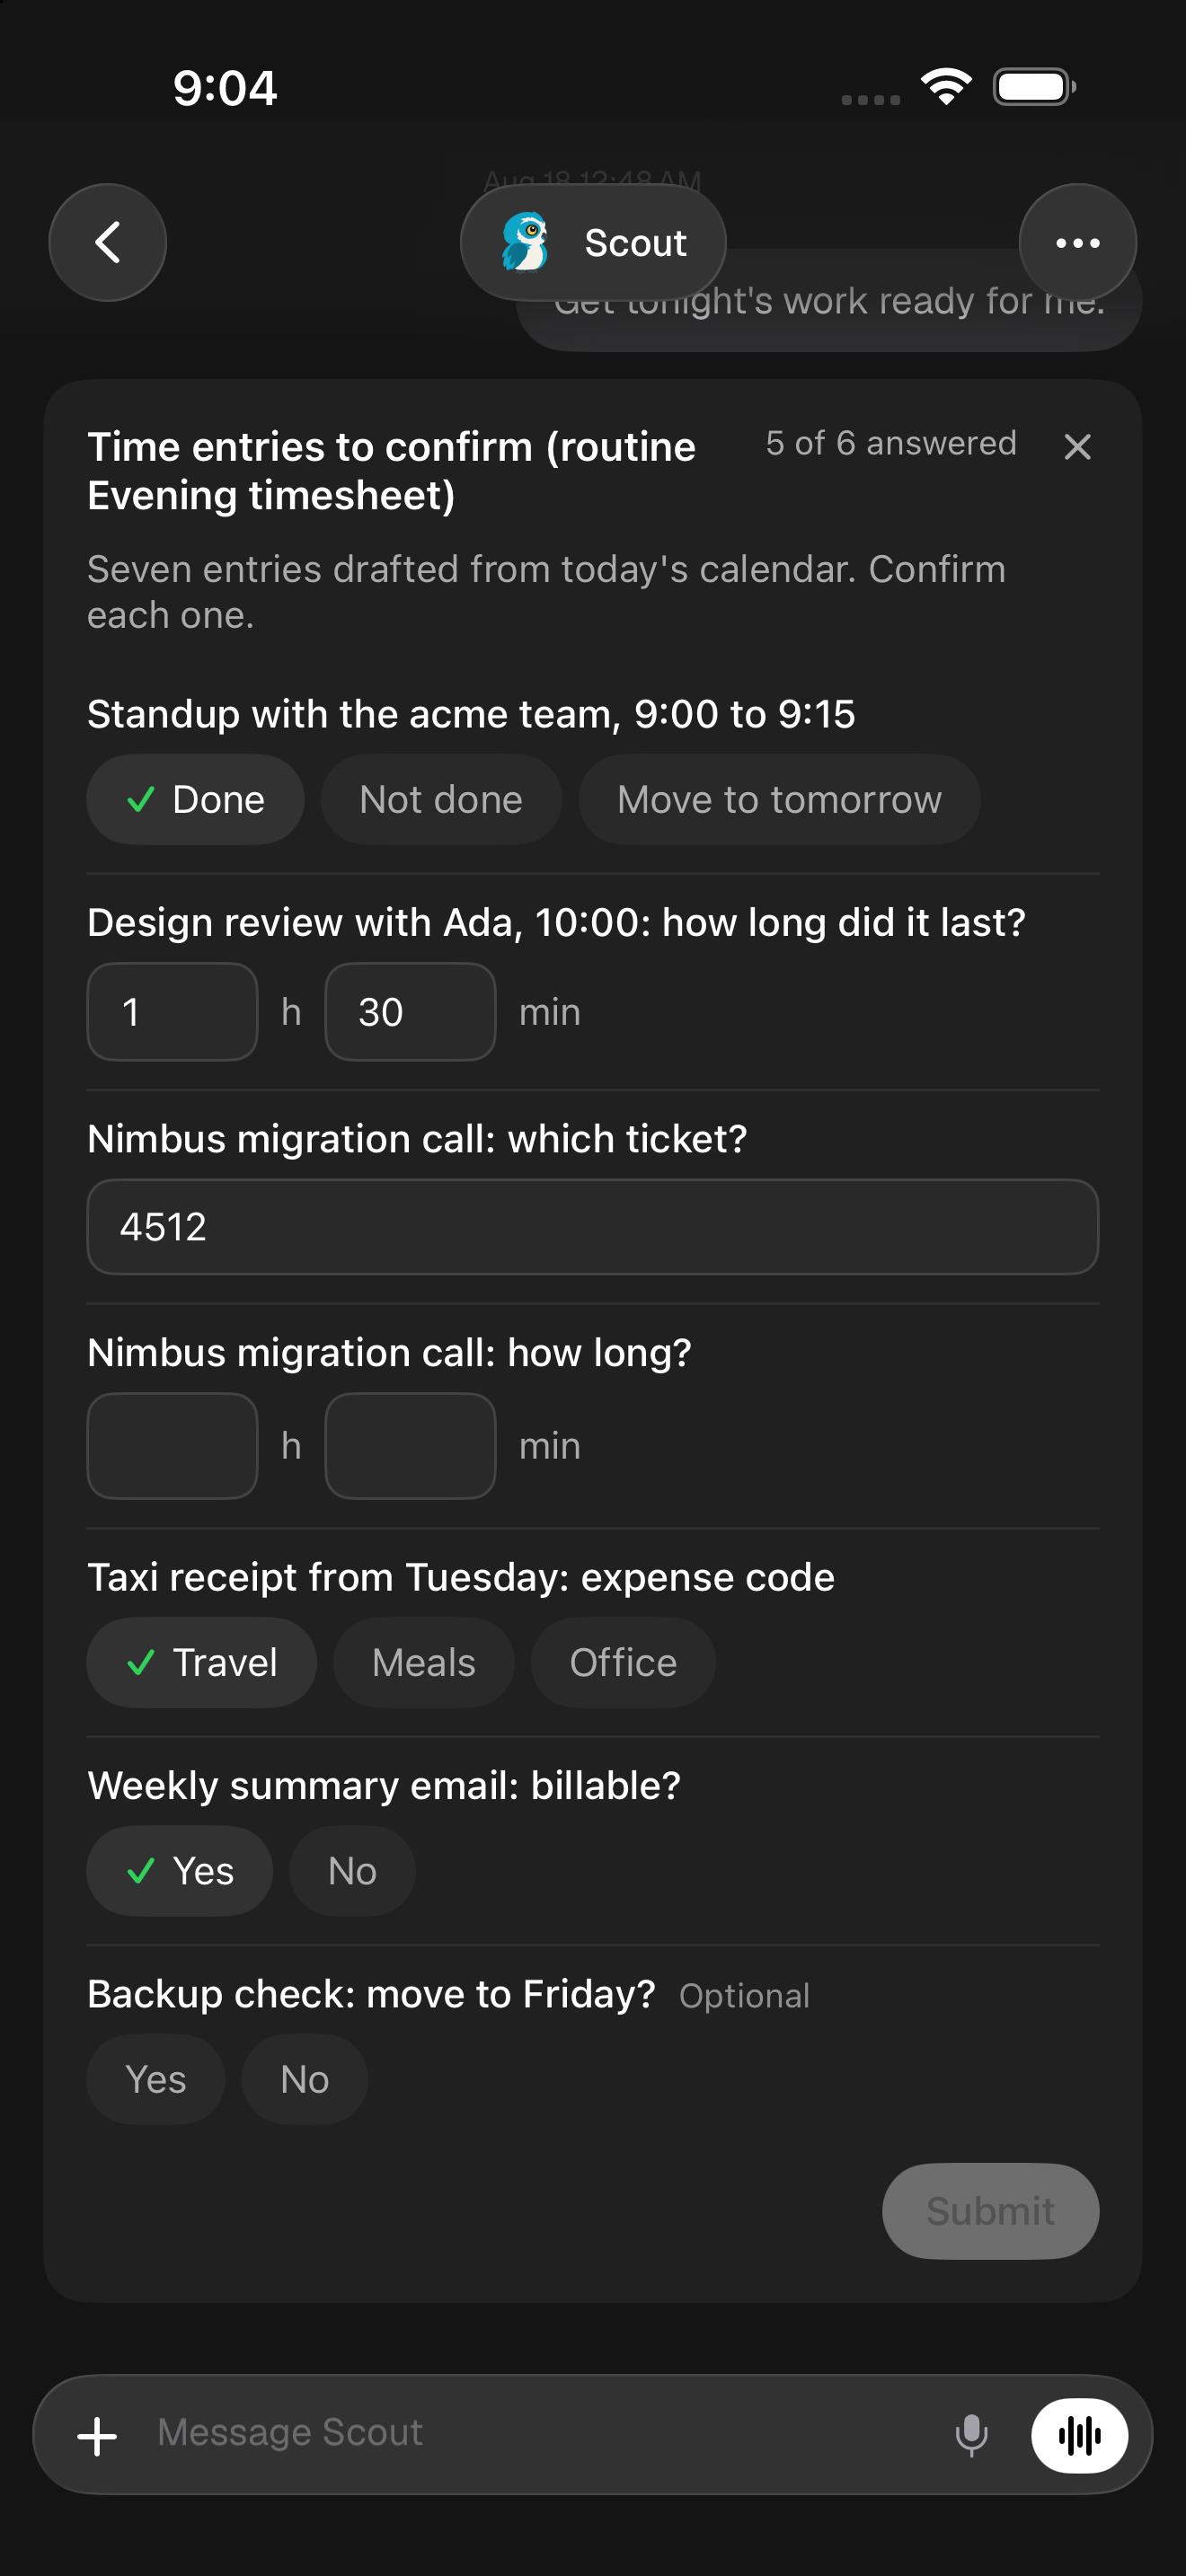 9:04
Aug 18 12:48 AM
Scout
Get tonight's work ready for me.
Time entries to confirm (routine
Evening timesheet)
5 of 6 answered
Seven entries drafted from today's calendar. Confirm
each one.
Standup with the acme team, 9:00 to 9:15
Done Not done Move to tomorrow
Design review with Ada, 10:00: how long did it last?
1 h 30 min
Nimbus migration call: which ticket?
4512
Nimbus migration call: how long?
h min
Taxi receipt from Tuesday: expense code
Travel Meals Office
Weekly summary email: billable?
Yes No
Backup check: move to Friday? Optional
Yes No
Submit
Message Scout